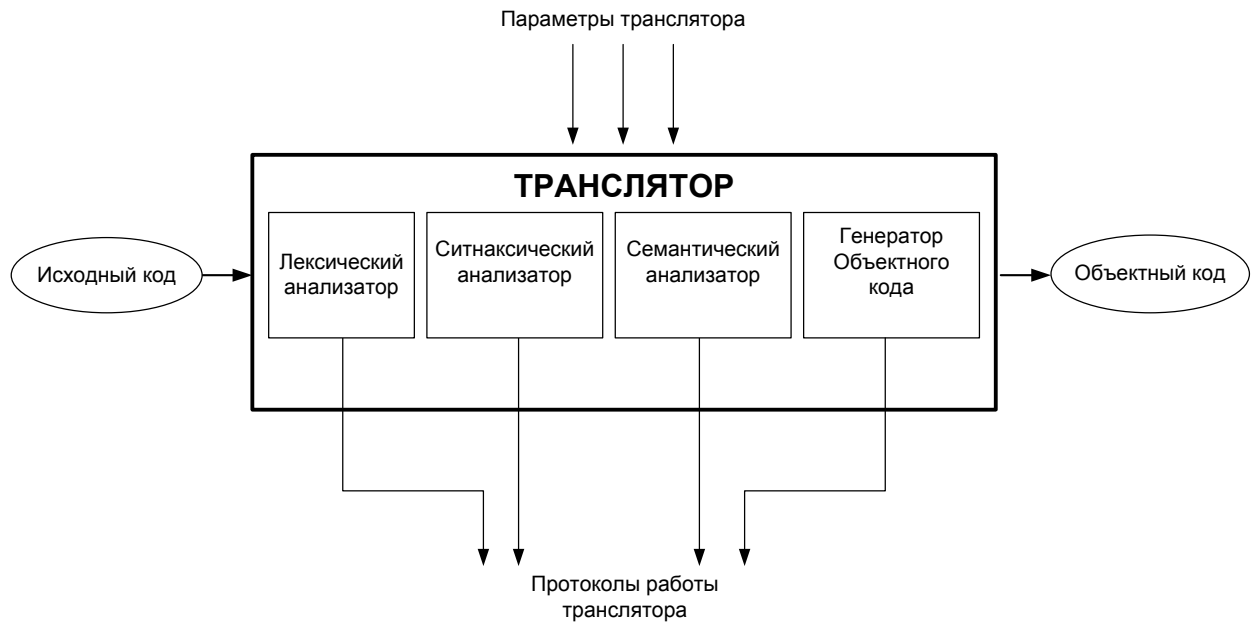 Параметры транслятора
ТРАНСЛЯТОР
Исходный код
Лексический
анализатор
Ситнаксический
анализатор
Семантический
анализатор
Генератор
Объектного
кода
Объектный код
Протоколы работы
транслятора